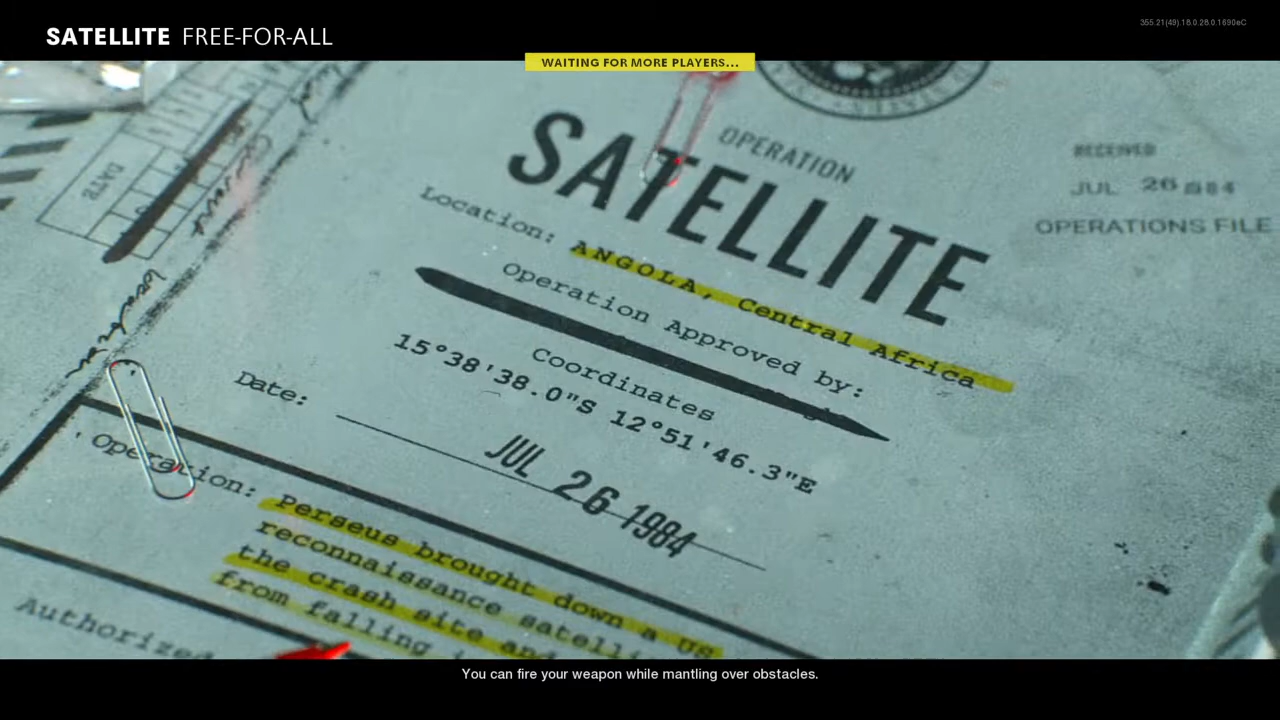 SATELLITE FREE-FOR-ALL
355.21(49).18.0.28.0.1690eC
WAITING FOR MORE PLAYERS...
OPERATION
SATELLITE
RECEIVED
JUL 26 1984
OPERATIONS FILE
DATE
Location: ANGOLA, Central Africa
Operation Approved by:
Coordinates
15°38'38.0"S 12°51'46.3"E
Date:
JUL 26 1984
Operation: Perseus brought down a US
reconnaissance
the crash site and
from falling
Authorized
You can fire your weapon while mantling over obstacles.